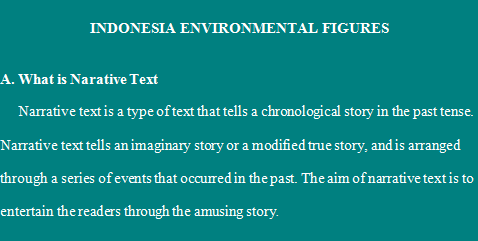 INDONESIA ENVIRONMENTAL FIGURES
A. What is Narative Text
Narrative text is a type of text that tells a chronological story in the past tense.
Narrative text tells an imaginary story or a modified true story, and is arranged
through a series of events that occurred in the past. The aim of narrative text is to
entertain the readers through the amusing story.